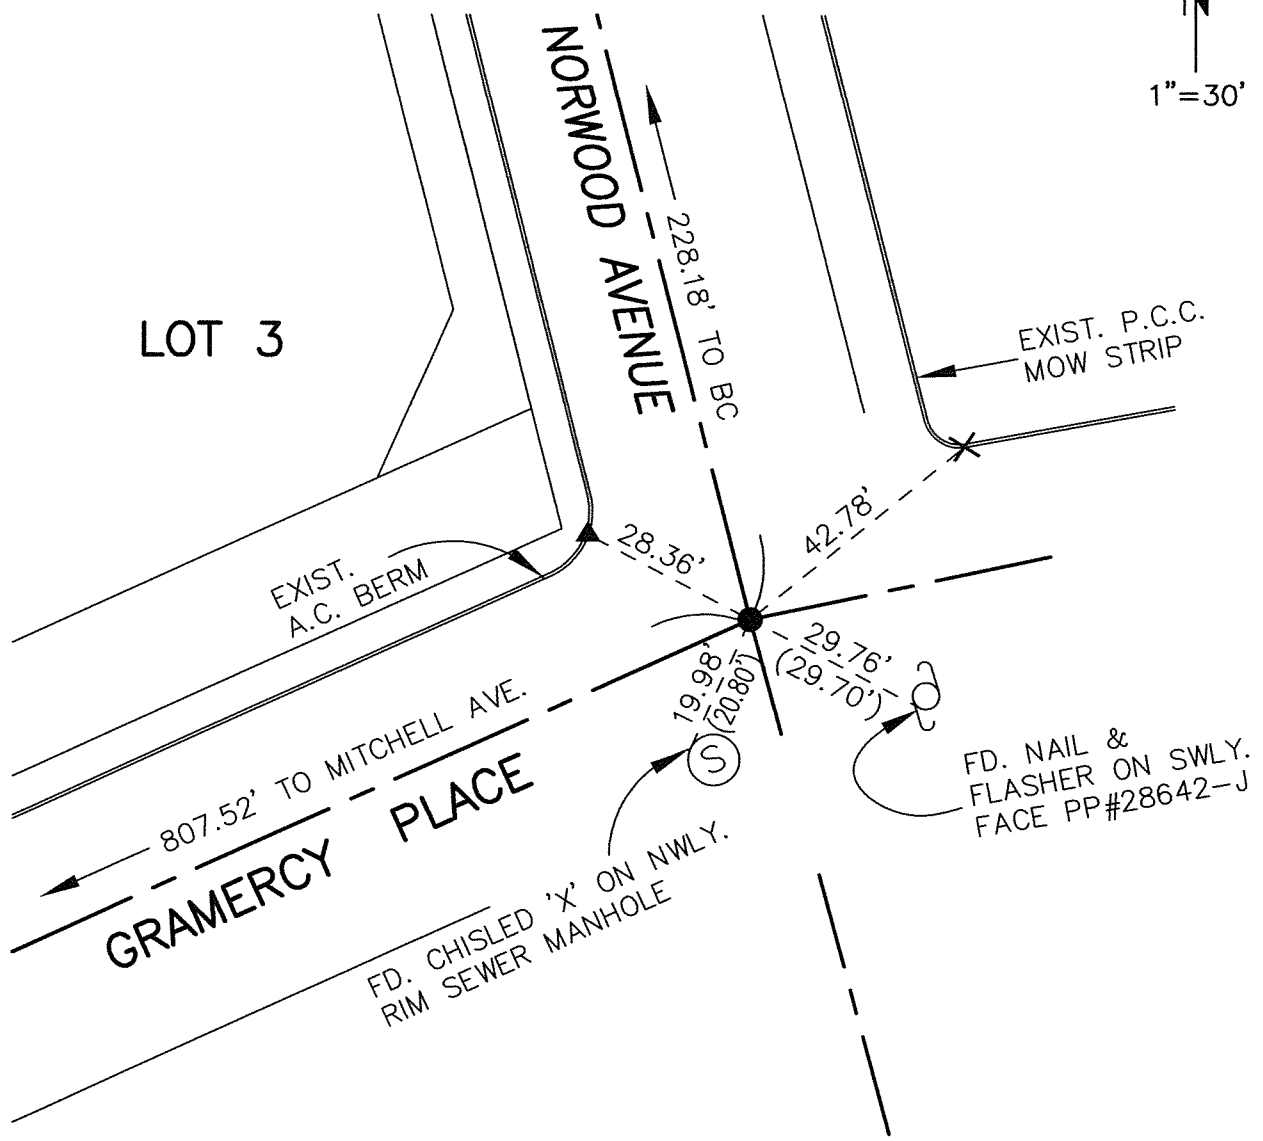 N
1"=30'
NORWOOD AVENUE
228.18' TO BC
LOT 3
EXIST. P.C.C.
MOW STRIP
28.36'
42.78'
EXIST.
A.C. BERM
29.76'
(29.70')
19.98'
(20.80')
807.52' TO MITCHELL AVE.
GRAMERCY PLACE
S
FD. NAIL &
FLASHER ON SWLY.
FACE PP#28642-J
FD. CHISLED 'X' ON NWLY.
RIM SEWER MANHOLE